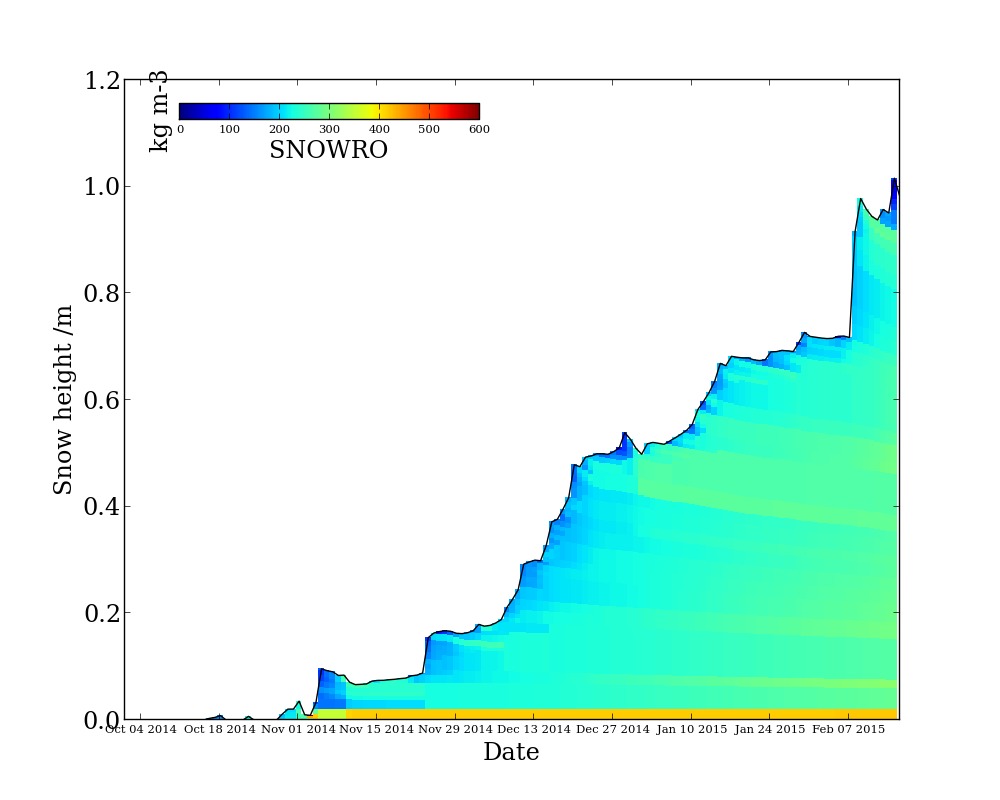 1.2
kg m-3
0 100 200 300 400 500 600
SNOWRO
1.0
0.8
Snow height /m
0.6
0.4
0.2
0.0
Oct 04 2014 Oct 18 2014 Nov 01 2014 Nov 15 2014 Nov 29 2014 Dec 13 2014 Dec 27 2014 Jan 10 2015 Jan 24 2015 Feb 07 2015
Date